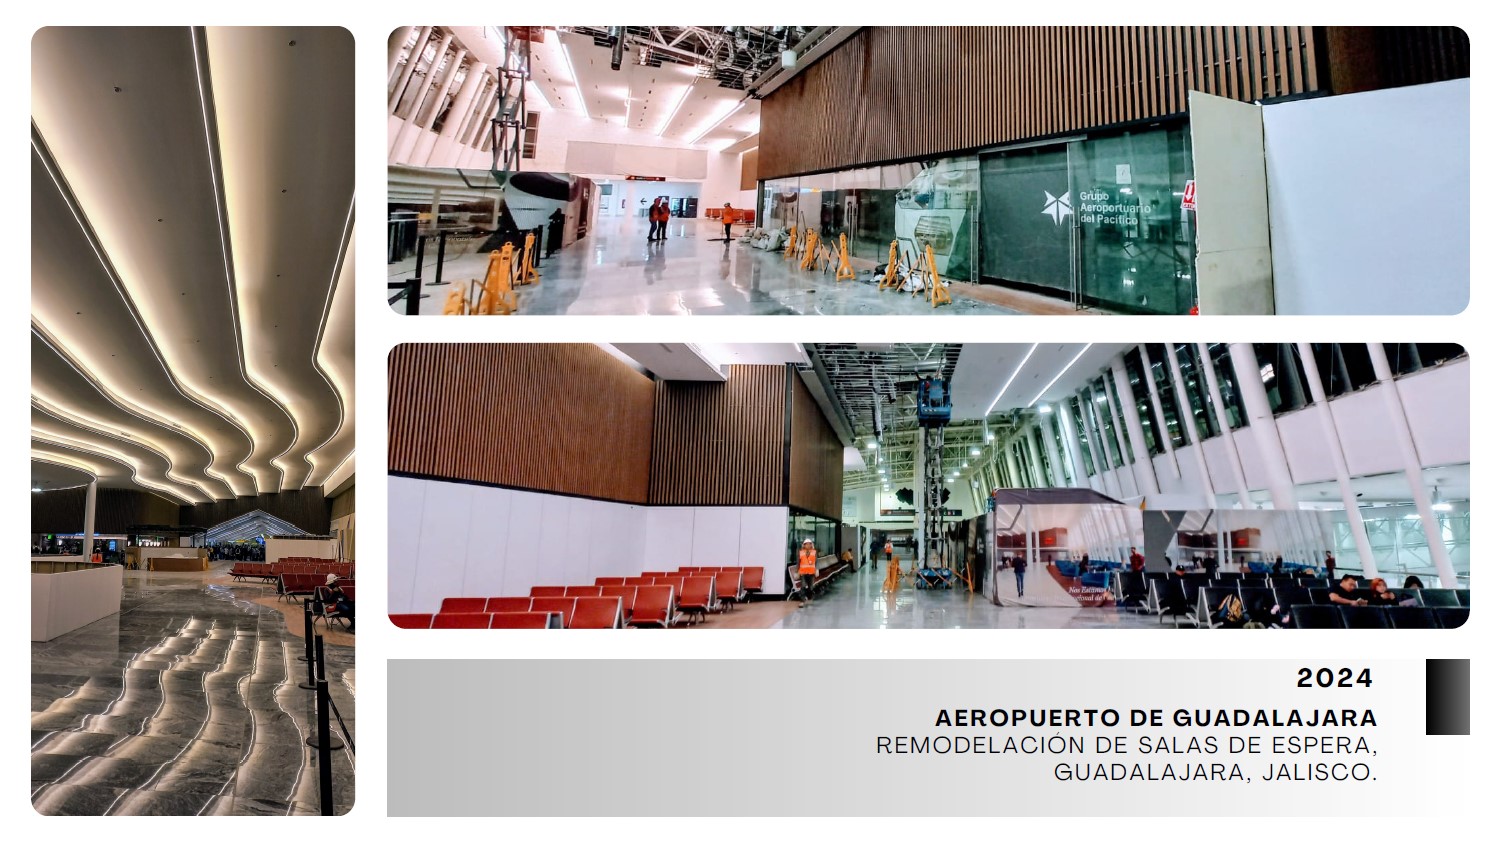 Grupo
Aeroportuario
del Pacífico
2024
AEROPUERTO DE GUADALAJARA
REMODELACIÓN DE SALAS DE ESPERA,
GUADALAJARA, JALISCO.